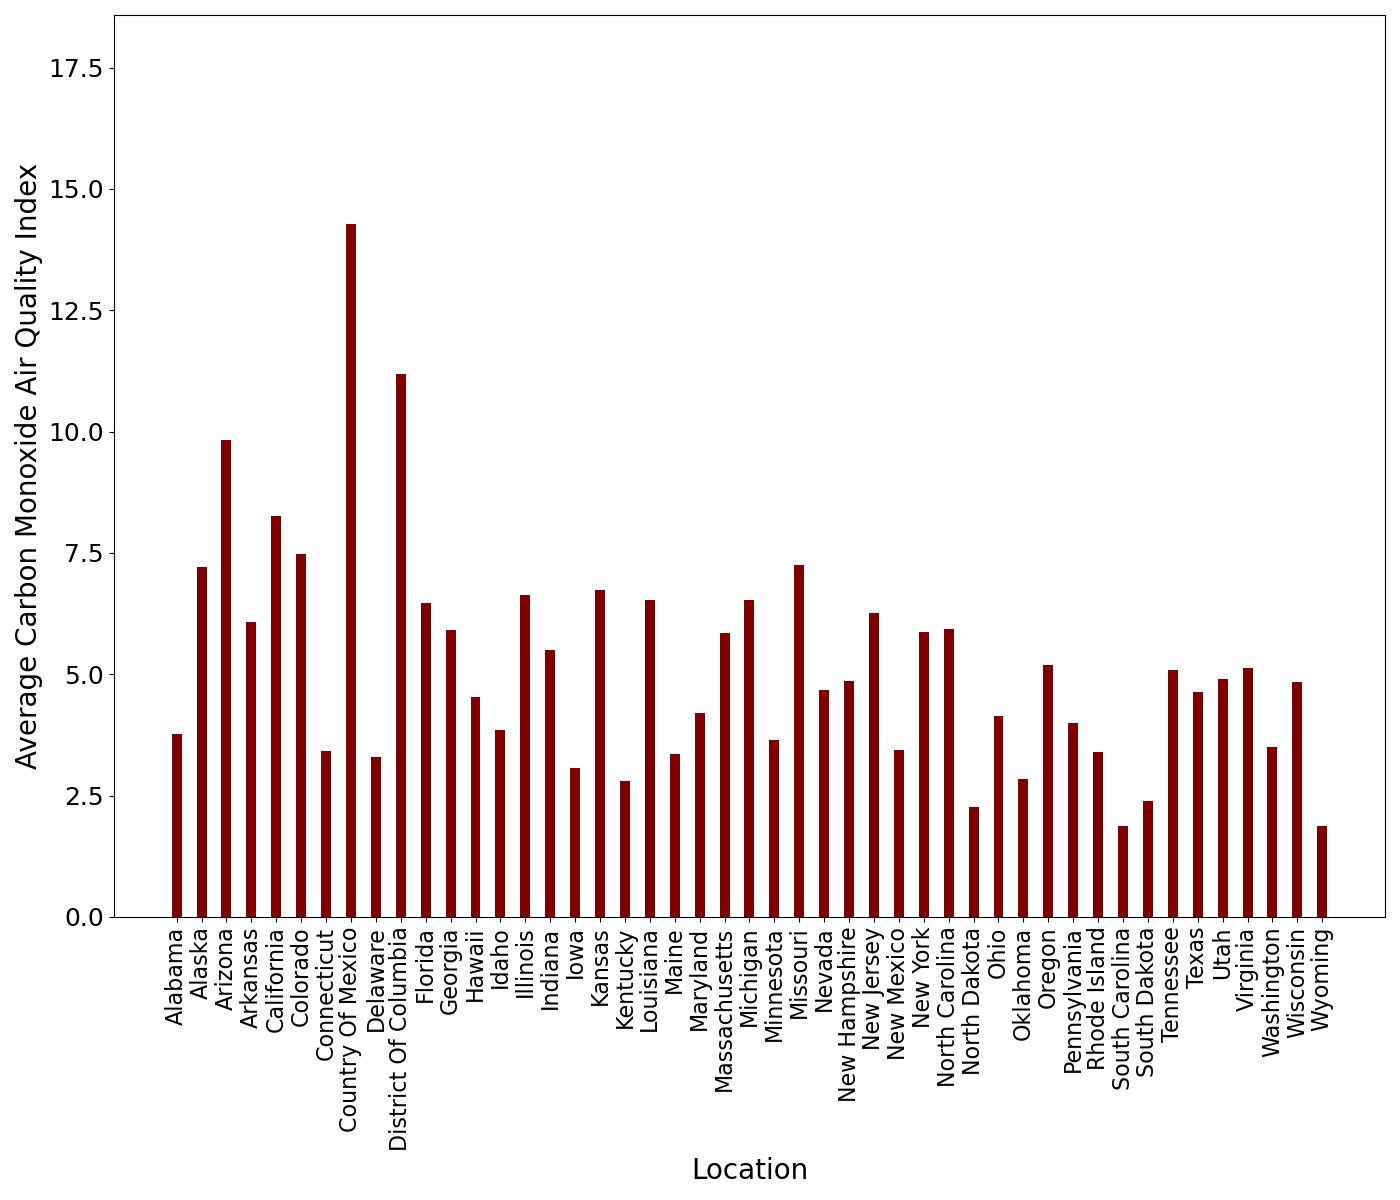 Average Carbon Monoxide Air Quality Index
17.5
15.0
12.5
10.0
7.5
5.0
2.5
0.0
Alabama
Alaska
Arizona
Arkansas
California
Colorado
Connecticut
Country Of Mexico
Delaware
District Of Columbia
Florida
Georgia
Hawaii
Idaho
Illinois
Indiana
Iowa
Kansas
Kentucky
Louisiana
Maine
Maryland
Massachusetts
Michigan
Minnesota
Missouri
Nevada
New Hampshire
New Jersey
New Mexico
New York
North Carolina
North Dakota
Ohio
Oklahoma
Oregon
Pennsylvania
Rhode Island
South Carolina
South Dakota
Tennessee
Texas
Utah
Virginia
Washington
Wisconsin
Wyoming
Location